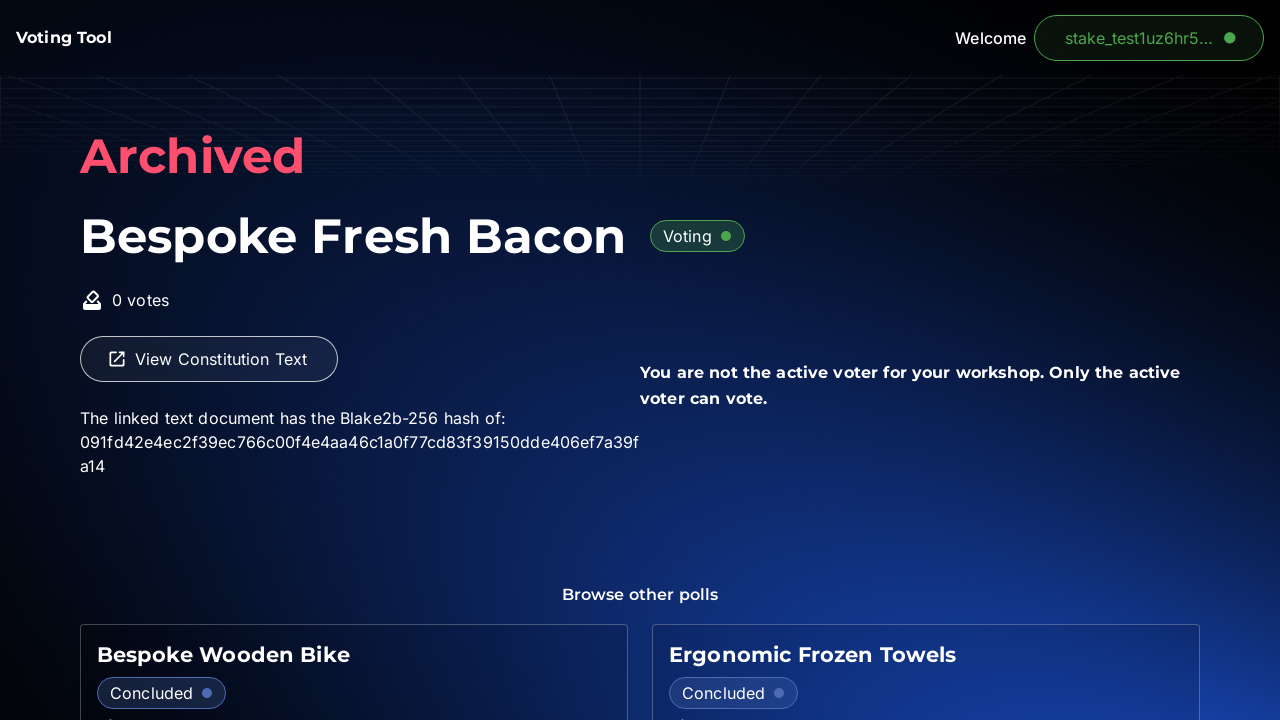 Voting Tool
Welcome
stake_test1uz6hr5...
Archived
Bespoke Fresh Bacon
Voting
0 votes
View Constitution Text
You are not the active voter for your workshop. Only the active
voter can vote.
The linked text document has the Blake2b-256 hash of:
091fd42e4ec2f39ec766c00f4e4aa46c1a0f77cd83f39150dde406ef7a39f
a14
Browse other polls
Bespoke Wooden Bike
Concluded
Ergonomic Frozen Towels
Concluded